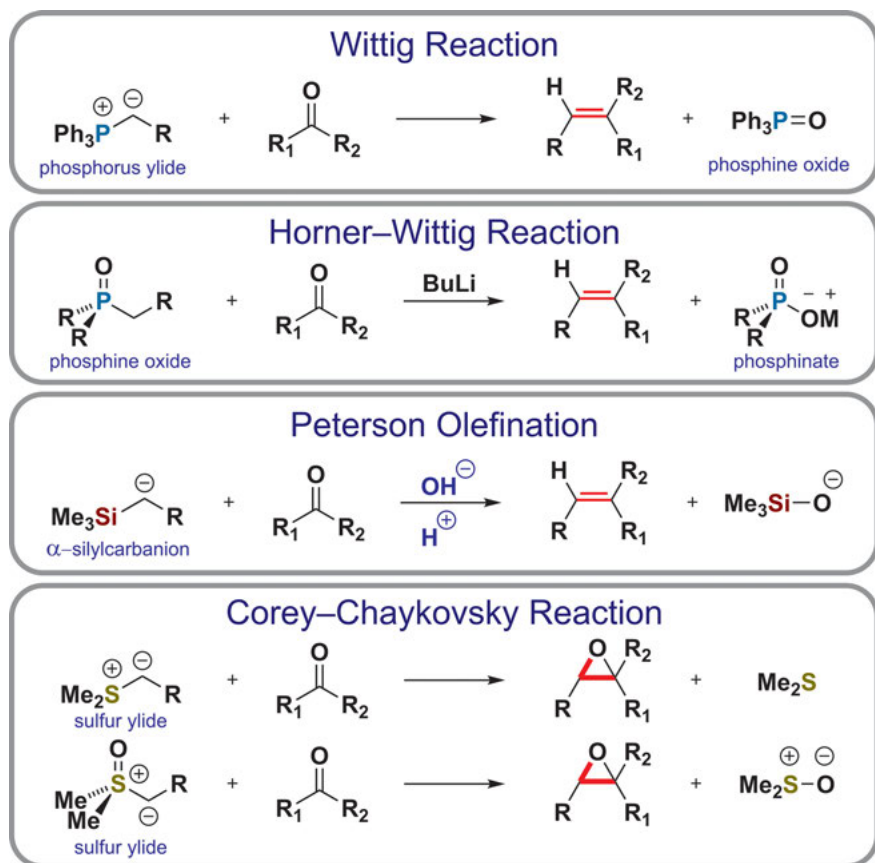 Wittig Reaction
Ph₃P⊕ ⊖ R + O R₁ R₂ H R₂ R R₁ + Ph₃P=O
phosphorus ylide phosphine oxide
Horner–Wittig Reaction
O R R P R + O R₁ R₂ BuLi H R₂ R R₁ + O R R P − + OM
phosphine oxide phosphinate
Peterson Olefination
Me₃Si ⊖ R + O R₁ R₂ OH⊖ H⊕ H R₂ R R₁ + Me₃Si–O⊖
α–silylcarbanion
Corey–Chaykovsky Reaction
Me₂S⊕ ⊖ R + O R₁ R₂ O R₂ R R₁ + Me₂S
sulfur ylide
O Me Me S⊕ ⊖ R + O R₁ R₂ O R₂ R R₁ + Me₂S⊕–O⊖
sulfur ylide